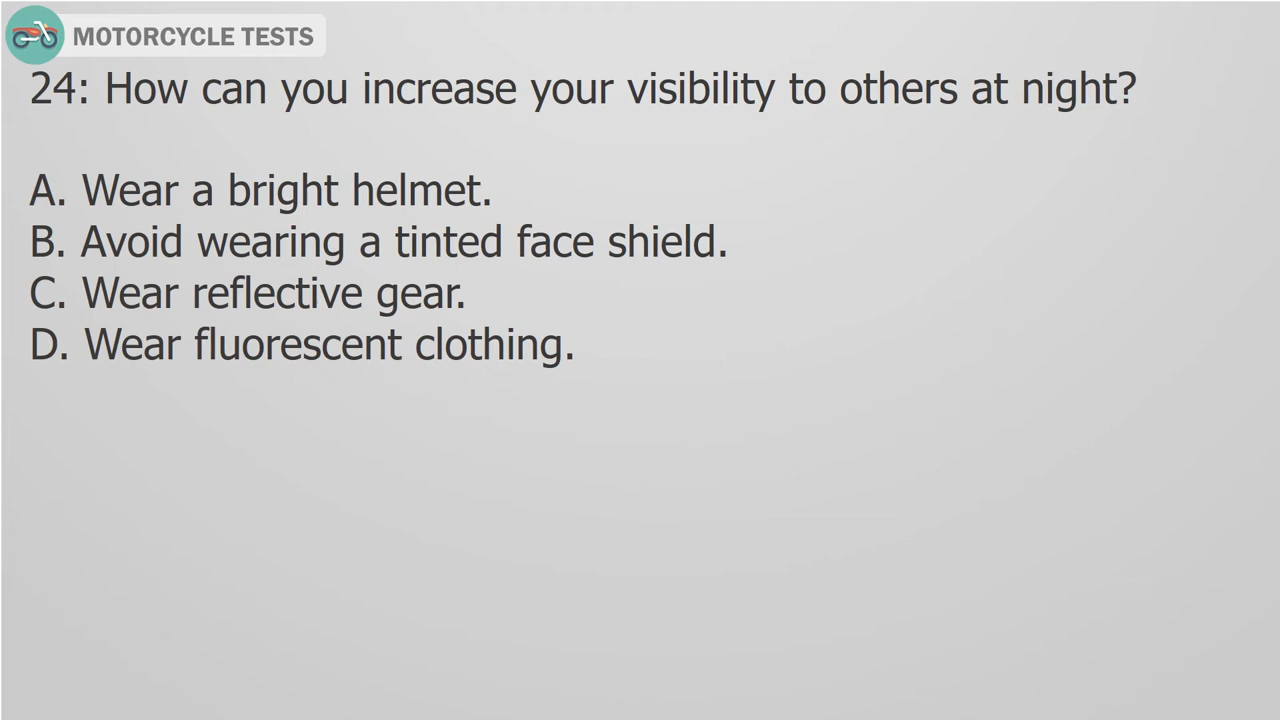 MOTORCYCLE TESTS
24: How can you increase your visibility to others at night?
A. Wear a bright helmet.
B. Avoid wearing a tinted face shield.
C. Wear reflective gear.
D. Wear fluorescent clothing.